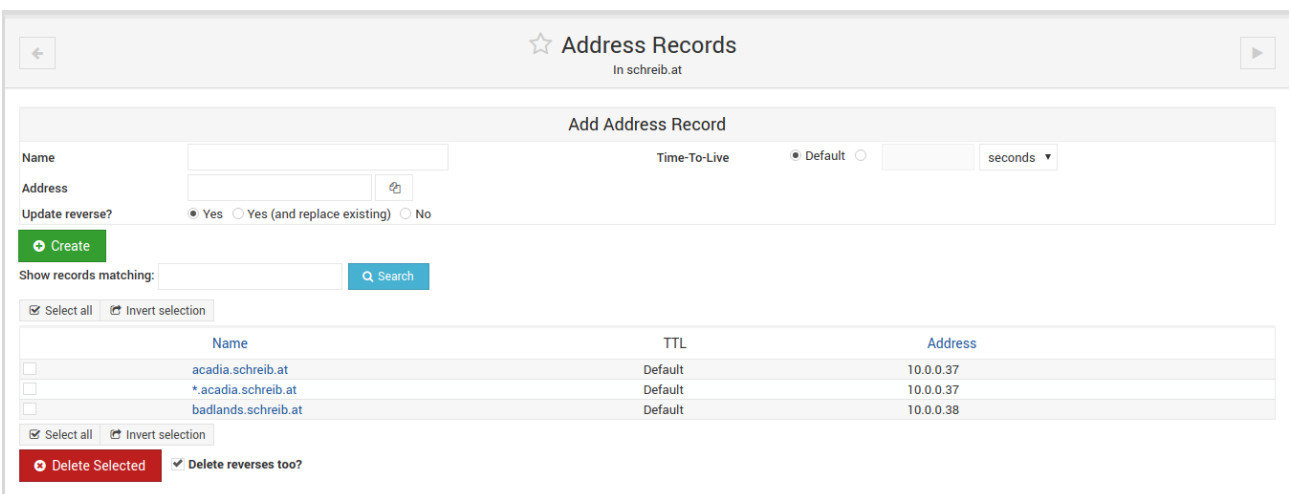 Address Records
In schreib.at
Add Address Record
Name Time-To-Live Default seconds
Address
Update reverse? Yes Yes (and replace existing) No
Create
Show records matching: Search
Select all Invert selection
Name TTL Address
acadia.schreib.at Default 10.0.0.37
*.acadia.schreib.at Default 10.0.0.37
badlands.schreib.at Default 10.0.0.38
Select all Invert selection
Delete Selected Delete reverses too?